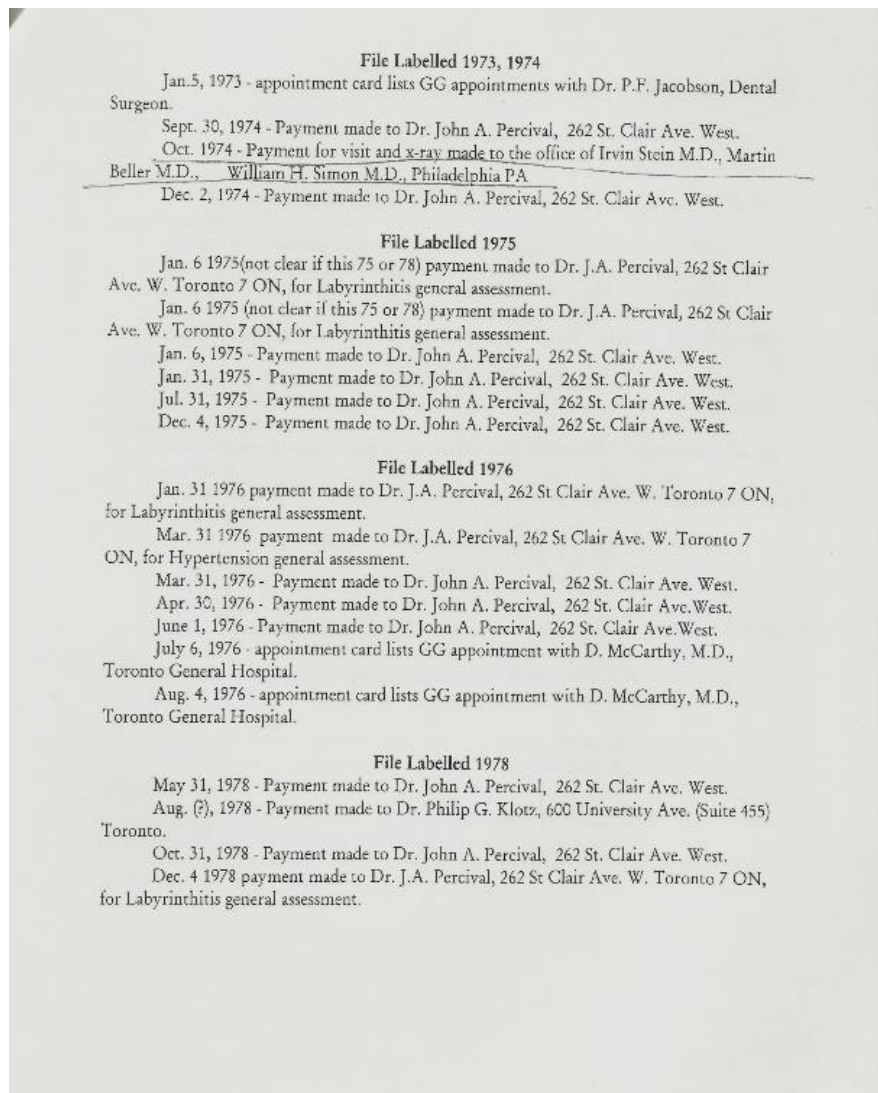 File Labelled 1973, 1974
Jan.5, 1973 - appointment card lists GG appointments with Dr. P.F. Jacobson, Dental
Surgeon.
Sept. 30, 1974 - Payment made to Dr. John A. Percival, 262 St. Clair Ave. West.
Oct. 1974 - Payment for visit and x-ray made to the office of Irvin Stein M.D., Martin
Beller M.D., William H. Simon M.D., Philadelphia PA
Dec. 2, 1974 - Payment made to Dr. John A. Percival, 262 St. Clair Ave. West.
File Labelled 1975
Jan. 6 1975(not clear if this 75 or 78) payment made to Dr. J.A. Percival, 262 St Clair
Ave. W. Toronto 7 ON, for Labyrinthitis general assessment.
Jan. 6 1975 (not clear if this 75 or 78) payment made to Dr. J.A. Percival, 262 St Clair
Ave. W. Toronto 7 ON, for Labyrinthitis general assessment.
Jan. 6, 1975 - Payment made to Dr. John A. Percival, 262 St. Clair Ave. West.
Jan. 31, 1975 - Payment made to Dr. John A. Percival, 262 St. Clair Ave. West.
Jul. 31, 1975 - Payment made to Dr. John A. Percival, 262 St. Clair Ave. West.
Dec. 4, 1975 - Payment made to Dr. John A. Percival, 262 St. Clair Ave. West.
File Labelled 1976
Jan. 31 1976 payment made to Dr. J.A. Percival, 262 St Clair Ave. W. Toronto 7 ON,
for Labyrinthitis general assessment.
Mar. 31 1976 payment made to Dr. J.A. Percival, 262 St Clair Ave. W. Toronto 7
ON, for Hypertension general assessment.
Mar. 31, 1976 - Payment made to Dr. John A. Percival, 262 St. Clair Ave. West.
Apr. 30, 1976 - Payment made to Dr. John A. Percival, 262 St. Clair Ave.West.
June 1, 1976 - Payment made to Dr. John A. Percival, 262 St. Clair Ave.West.
July 6, 1976 - appointment card lists GG appointment with D. McCarthy, M.D.,
Toronto General Hospital.
Aug. 4, 1976 - appointment card lists GG appointment with D. McCarthy, M.D.,
Toronto General Hospital.
File Labelled 1978
May 31, 1978 - Payment made to Dr. John A. Percival, 262 St. Clair Ave. West.
Aug. (?), 1978 - Payment made to Dr. Philip G. Klotz, 600 University Ave. (Suite 455)
Toronto.
Oct. 31, 1978 - Payment made to Dr. John A. Percival, 262 St. Clair Ave. West.
Dec. 4 1978 payment made to Dr. J.A. Percival, 262 St Clair Ave. W. Toronto 7 ON,
for Labyrinthitis general assessment.